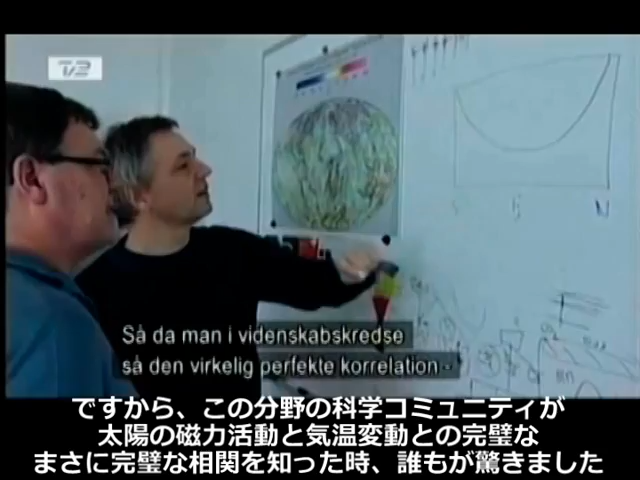 TV2
Så da man i videnskabskredse
så den virkelig perfekte korrelation -
ですから、この分野の科学コミュニティが
太陽の磁力活動と気温変動との完璧な
まさに完璧な相関を知った時、誰もが驚きました